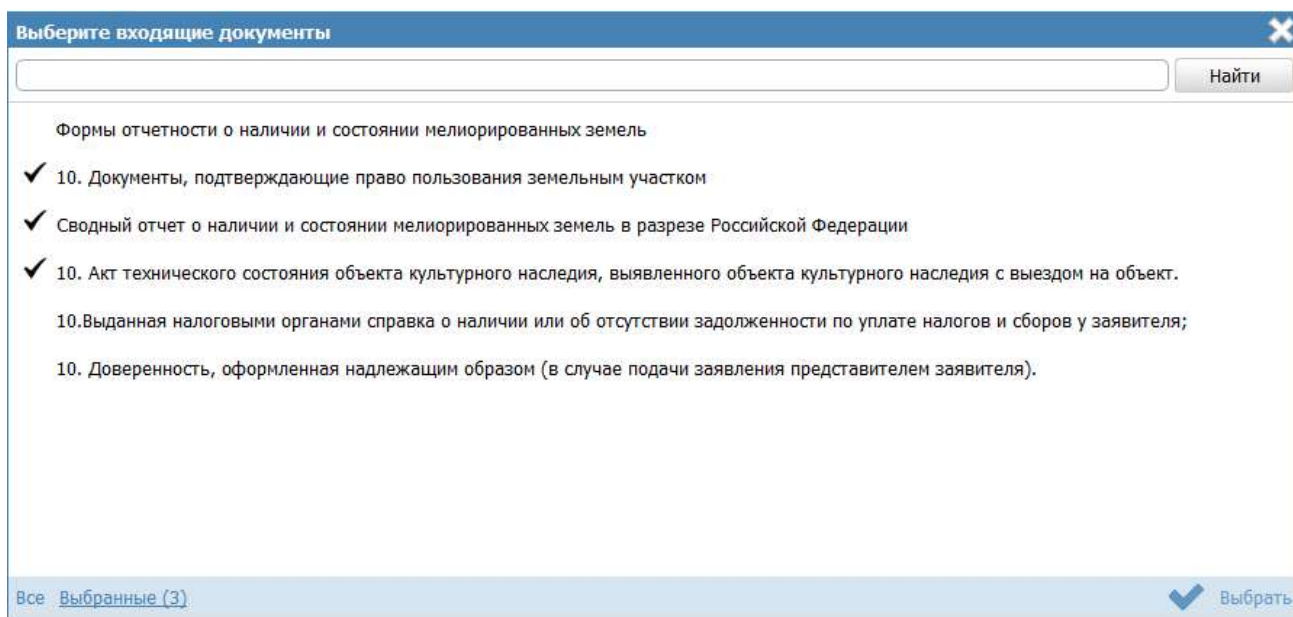 Выберите входящие документы
Найти
Формы отчетности о наличии и состоянии мелиорированных земель
10. Документы, подтверждающие право пользования земельным участком
Сводный отчет о наличии и состоянии мелиорированных земель в разрезе Российской Федерации
10. Акт технического состояния объекта культурного наследия, выявленного объекта культурного наследия с выездом на объект.
10.Выданная налоговыми органами справка о наличии или об отсутствии задолженности по уплате налогов и сборов у заявителя;
10. Доверенность, оформленная надлежащим образом (в случае подачи заявления представителем заявителя).
Все Выбранные (3) Выбрать